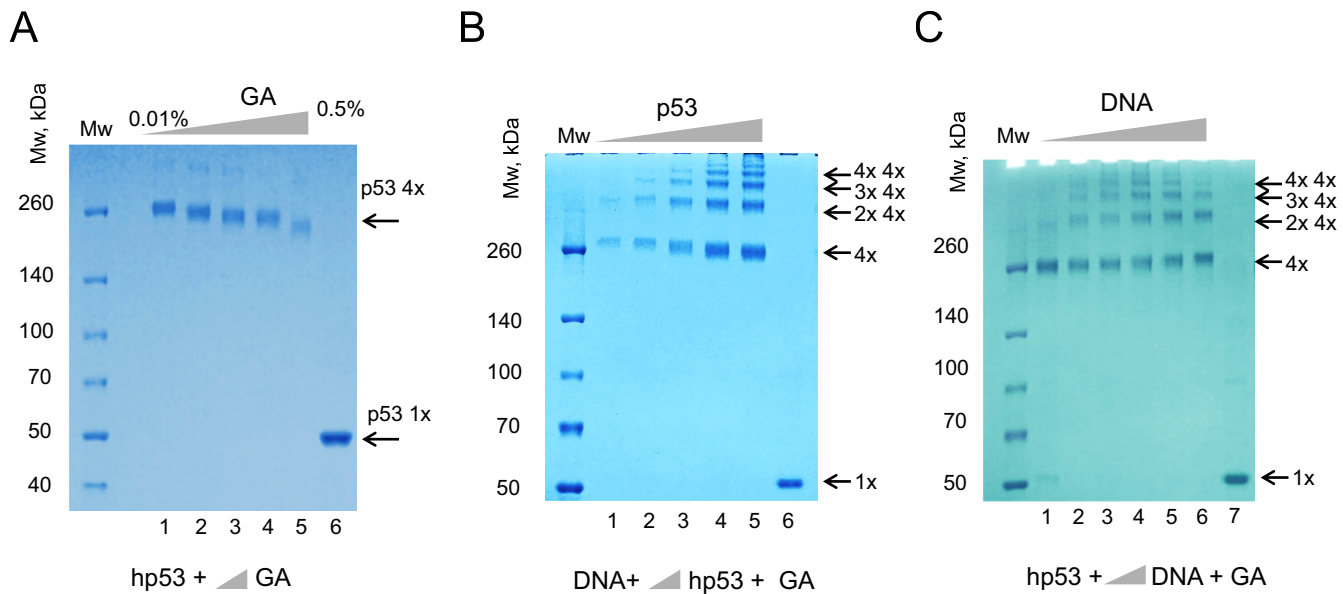 A
GA
0.01%
0.5%
Mw, kDa
Mw
260
140
100
70
50
40
p53 4x
p53 1x
1 2 3 4 5 6
hp53 + GA
B
p53
Mw, kDa
Mw
260
140
100
70
50
4x 4x
3x 4x
2x 4x
4x
1x
1 2 3 4 5 6
DNA+ hp53 + GA
C
DNA
Mw, kDa
Mw
260
140
100
70
50
4x 4x
3x 4x
2x 4x
4x
1x
1 2 3 4 5 6 7
hp53 + DNA + GA